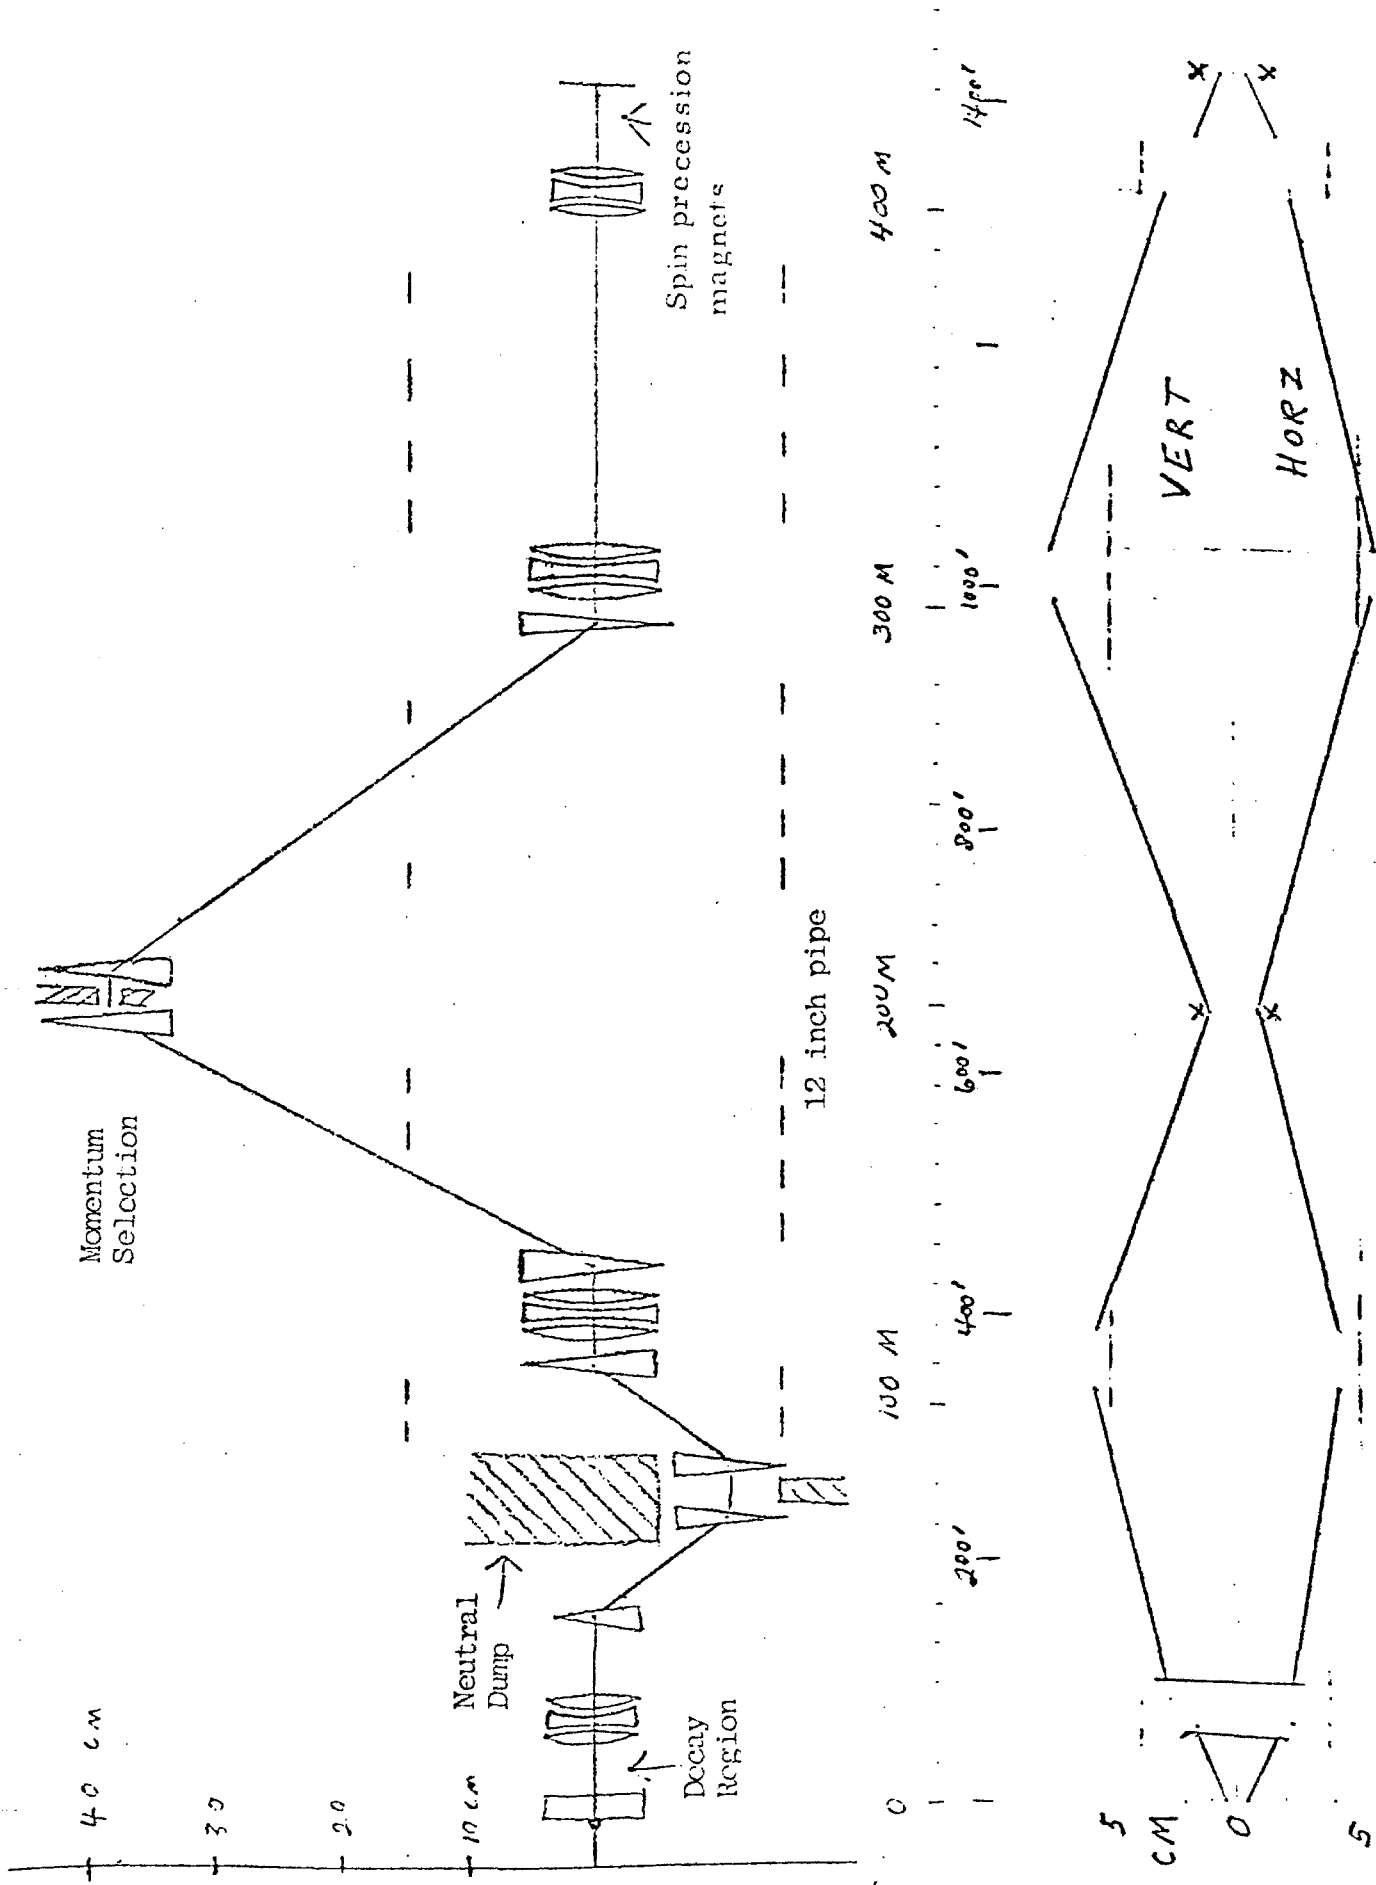 40 cm
30
20
10 cm
Momentum
Selection
Neutral
Dump
Decay
Region
12 inch pipe
Spin precession
magnets
0
100 M
200 M
300 M
400 M
200'
400'
600'
800'
1000'
1400'
5
CM
0
5
VERT
HORZ